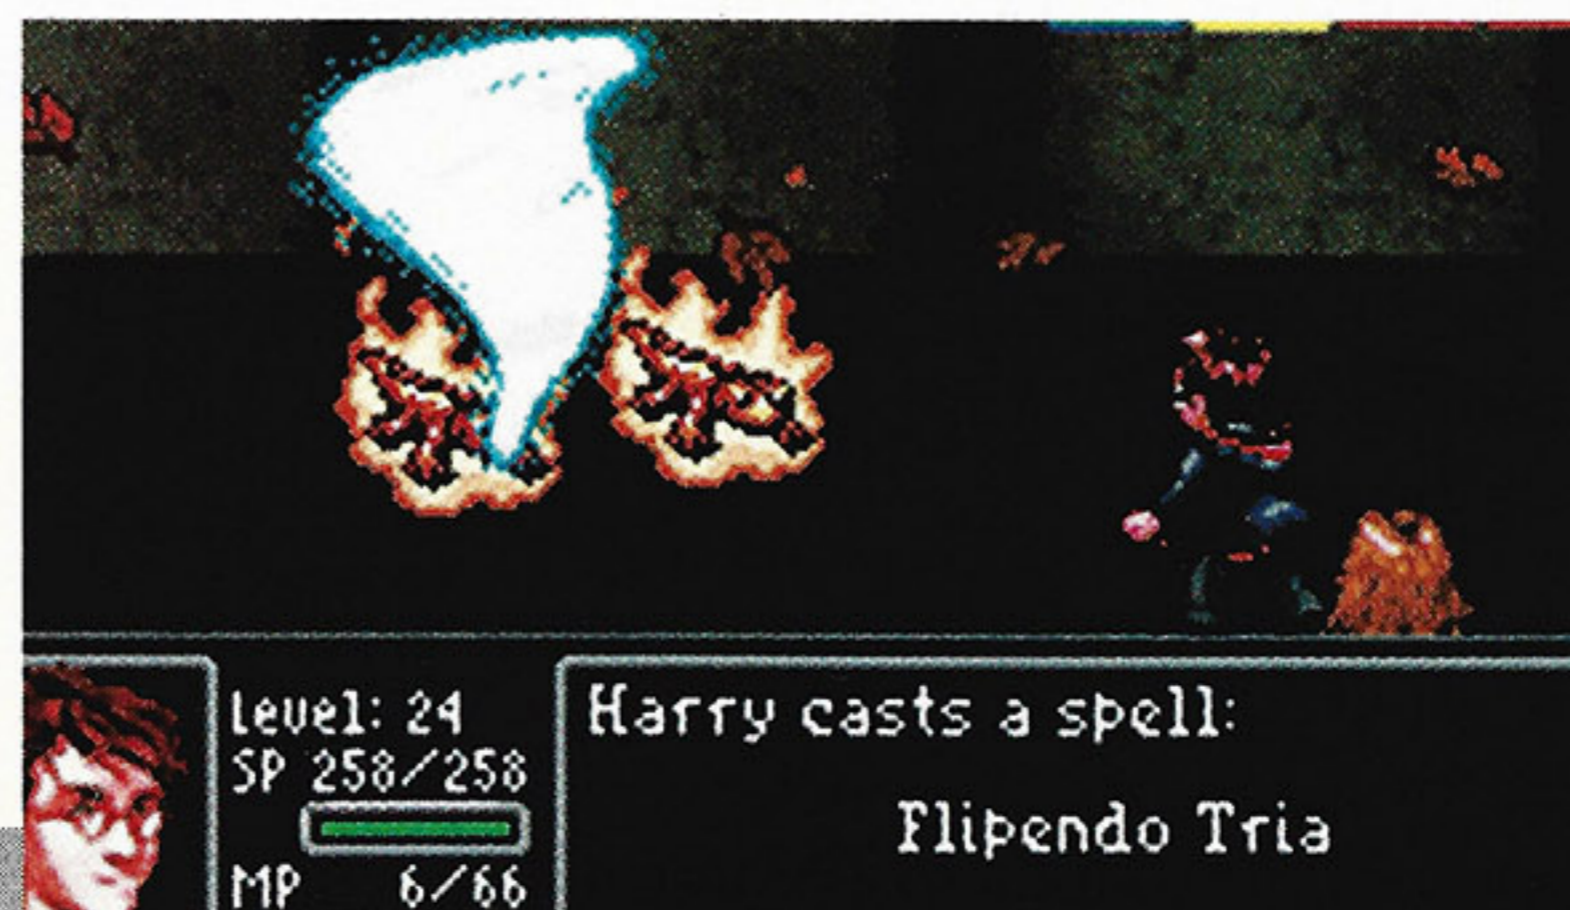 Level: 24
SP 258/258
MP 6/66
Harry casts a spell:
Flipendo Tria